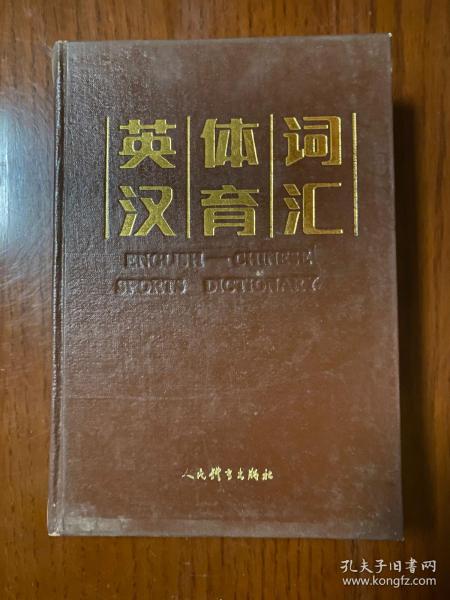 英汉体育词汇
ENGLISH — CHINESE
SPORTS DICTIONARY
人民体育出版社
孔夫子旧书网
www.kongfz.com